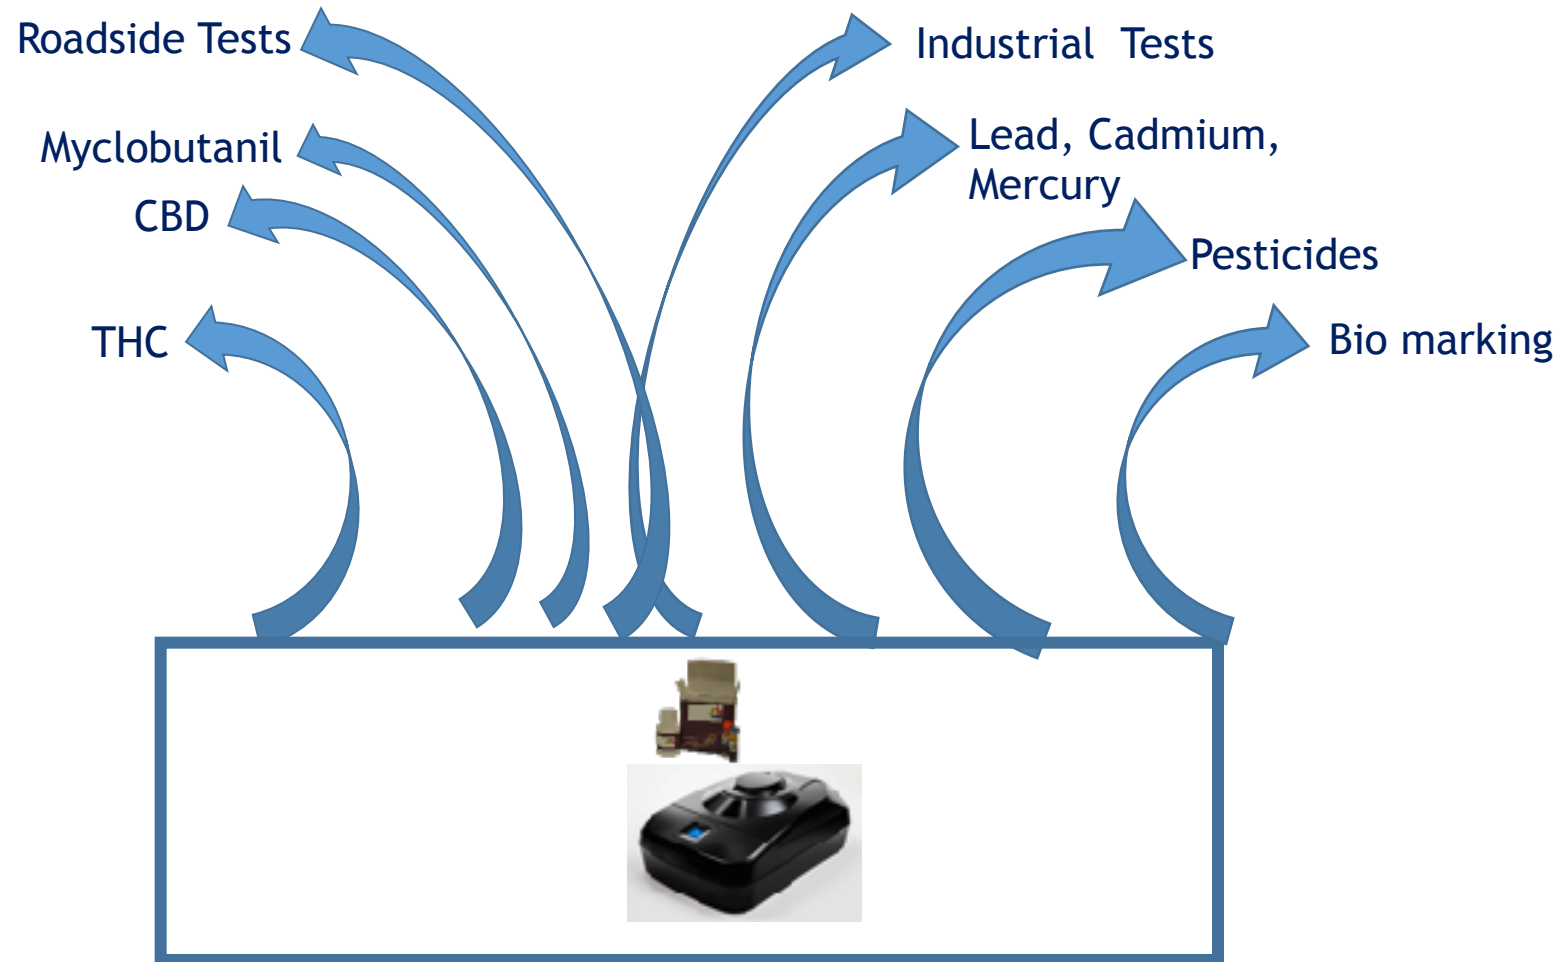 Roadside Tests
Myclobutanil
CBD
THC
Industrial  Tests
Lead, Cadmium,
Mercury
Pesticides
Bio marking